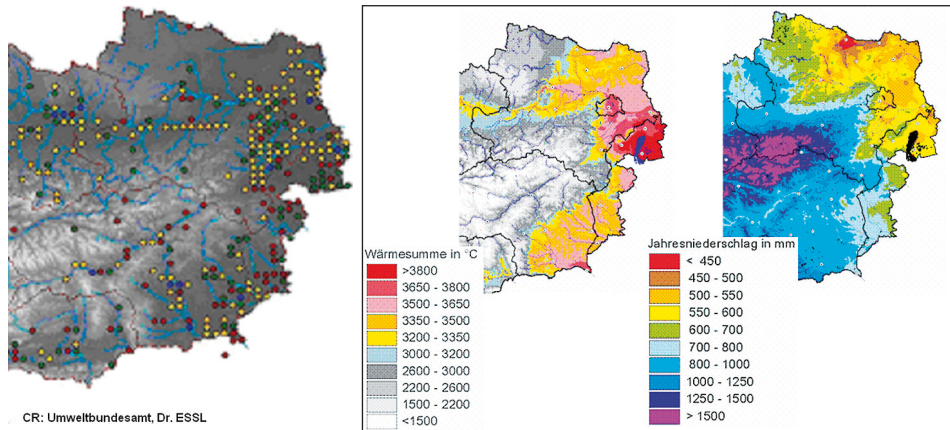 CR: Umweltbundesamt, Dr. ESSL
Wärmesumme in °C
>3800
3650 - 3800
3500 - 3650
3350 - 3500
3200 - 3350
3000 - 3200
2600 - 3000
2200 - 2600
1500 - 2200
<1500
Jahresniederschlag in mm
< 450
450 - 500
500 - 550
550 - 600
600 - 700
700 - 800
800 - 1000
1000 - 1250
1250 - 1500
> 1500